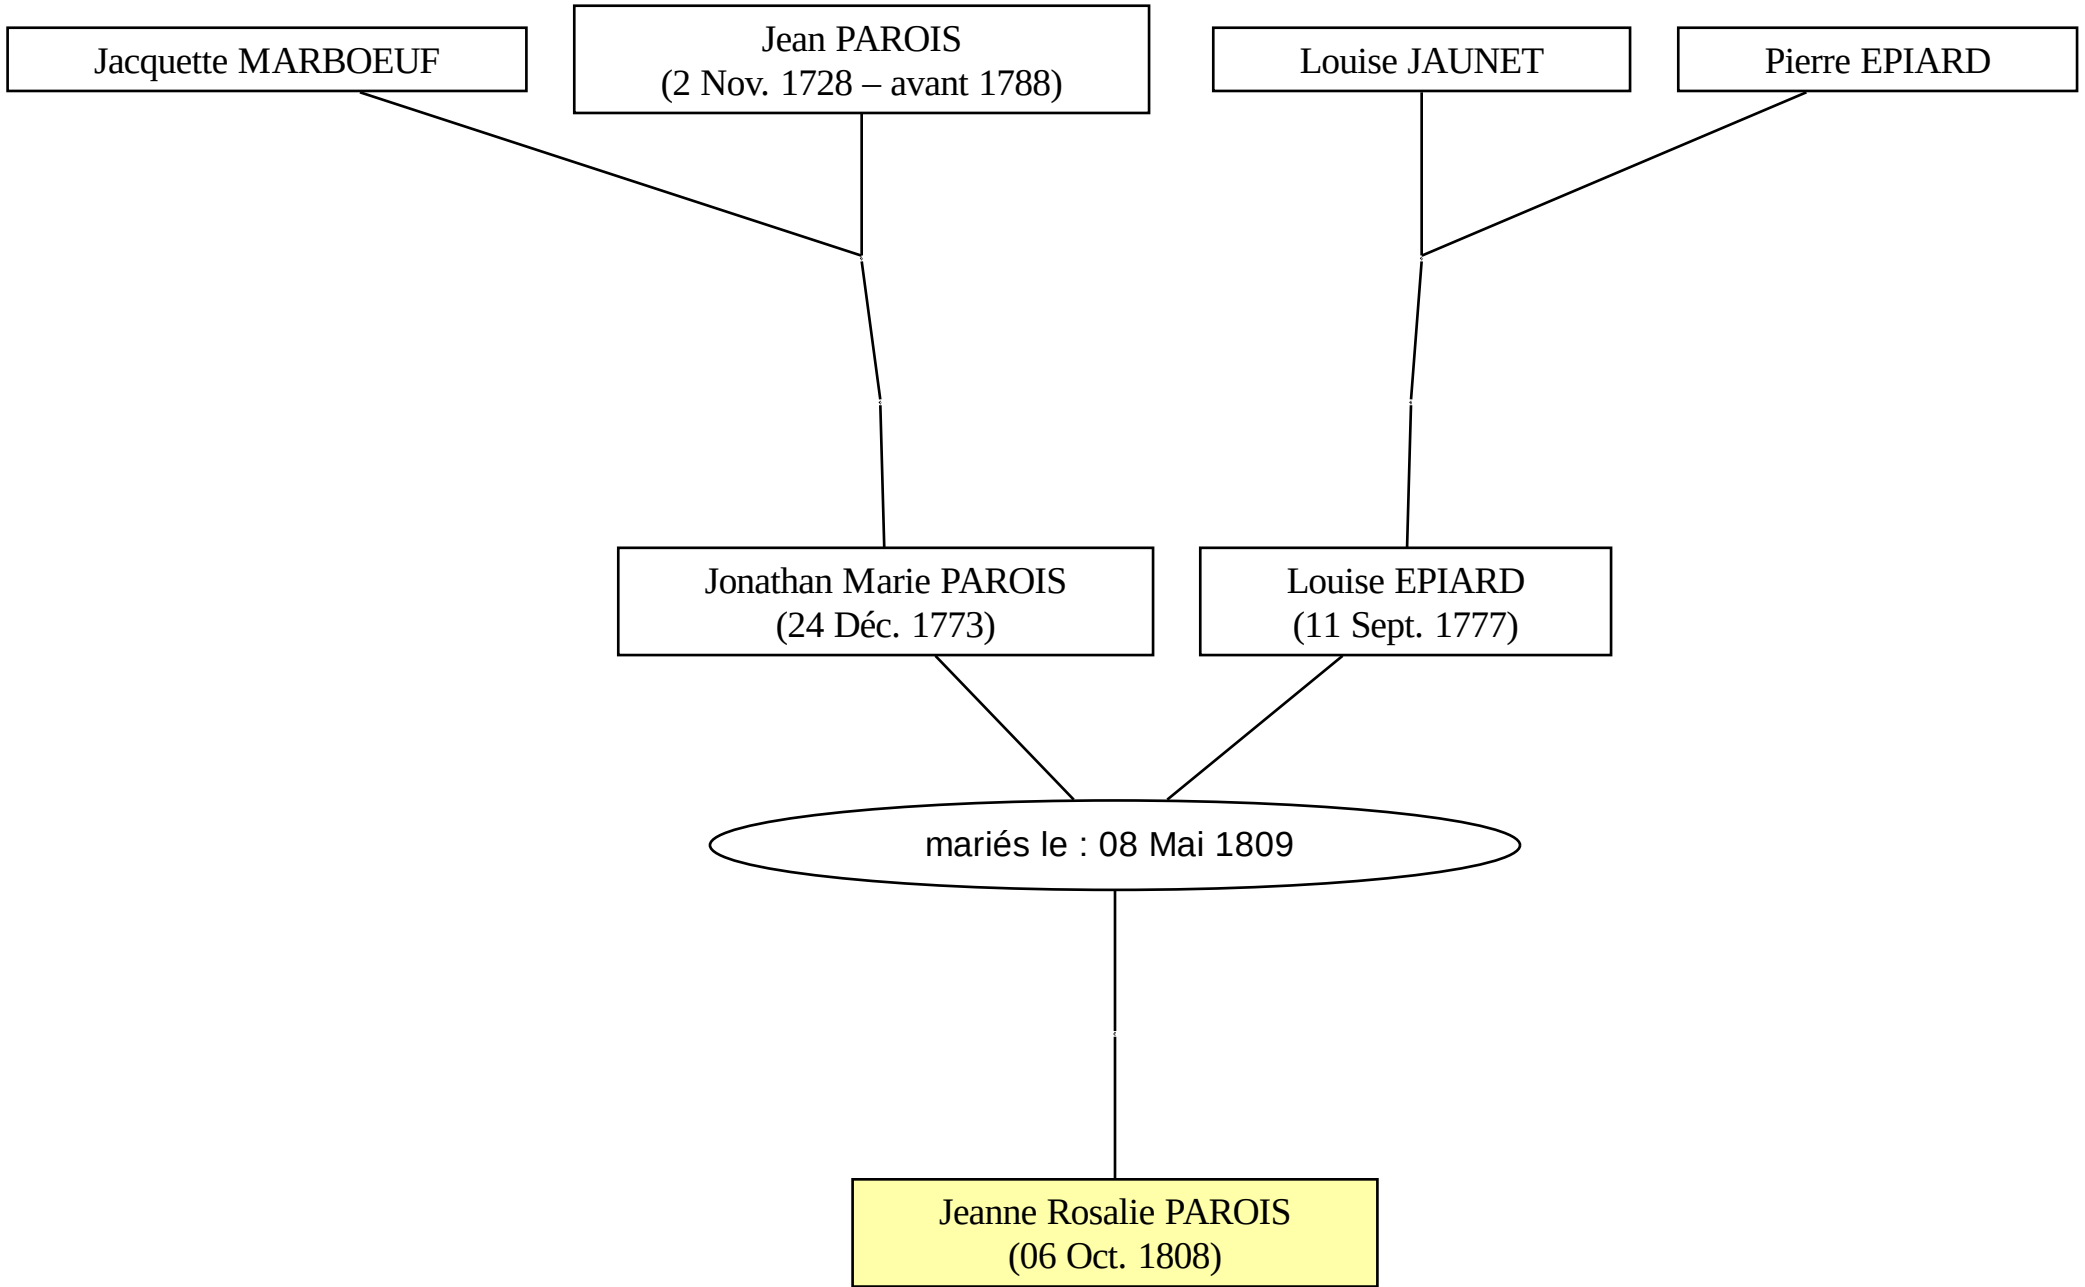 Jacquette MARBOEUF
Jean PAROIS
(2 Nov. 1728 – avant 1788)
Louise JAUNET
Pierre EPIARD
Jonathan Marie PAROIS
(24 Déc. 1773)
Louise EPIARD
(11 Sept. 1777)
mariés le : 08 Mai 1809
Jeanne Rosalie PAROIS
(06 Oct. 1808)